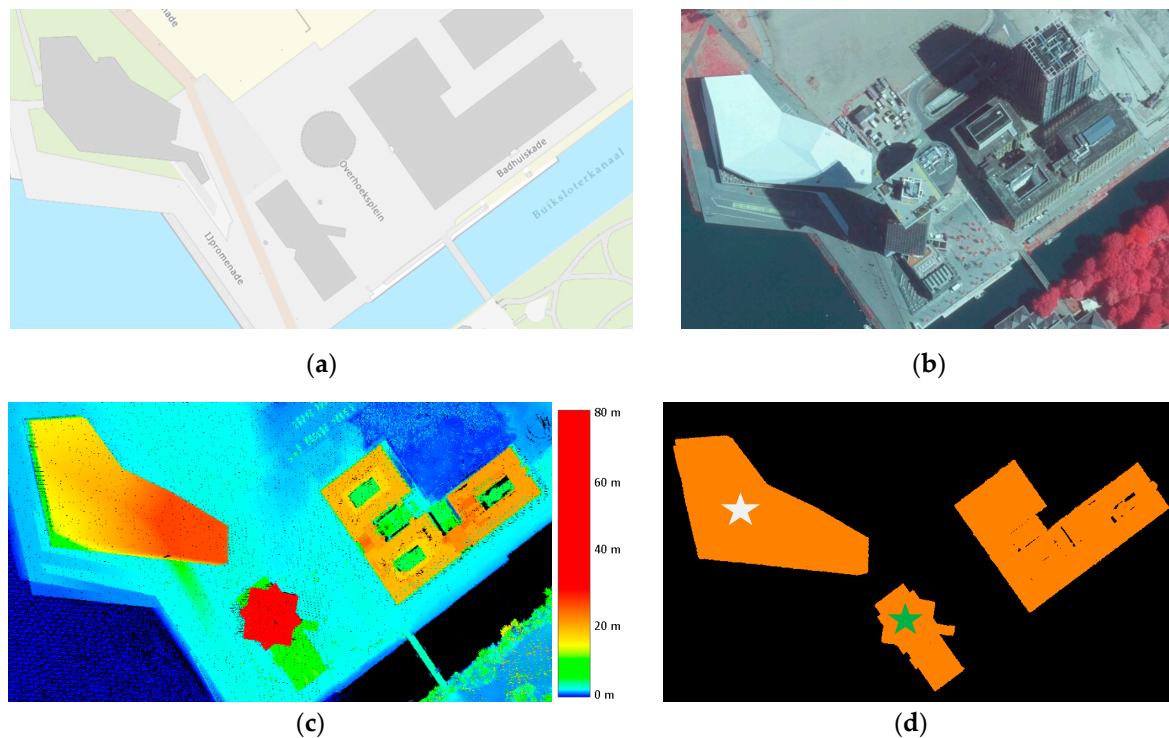 nade
Overhoeksplein
Badhuiskade
Buiksloterkanaal
IJpromenade
(a)
(b)
80 m
60 m
40 m
20 m
0 m
(c)
(d)